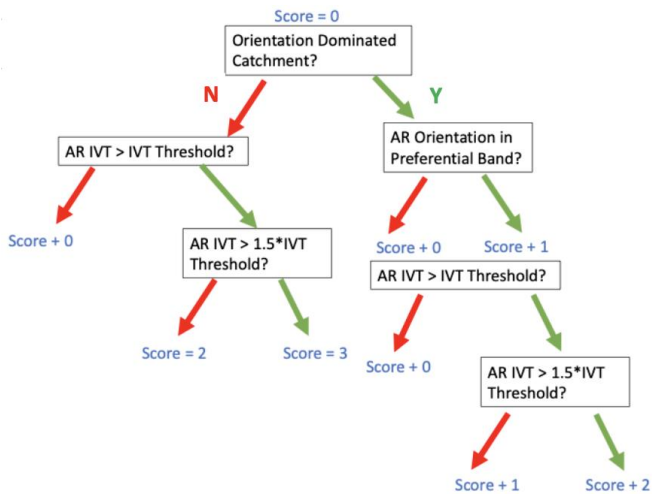 Score = 0
Orientation Dominated
Catchment?
N
Y
AR IVT > IVT Threshold?
AR Orientation in
Preferential Band?
Score + 0
AR IVT > 1.5*IVT
Threshold?
Score + 0
Score + 1
AR IVT > IVT Threshold?
Score = 2
Score = 3
Score + 0
AR IVT > 1.5*IVT
Threshold?
Score + 1
Score + 2